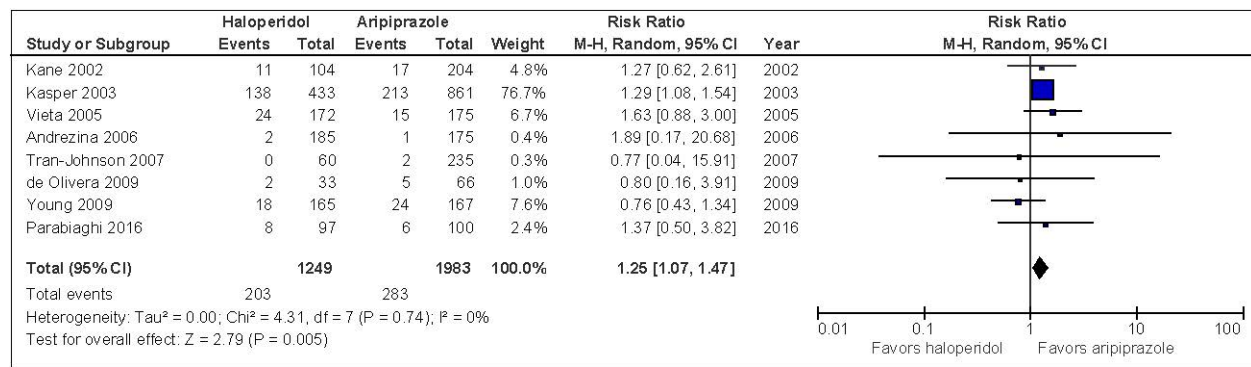 Haloperidol Aripiprazole Risk Ratio Risk Ratio
Study or Subgroup Events Total Events Total Weight M-H, Random, 95% CI Year M-H, Random, 95% CI
Kane 2002 11 104 17 204 4.8% 1.27 [0.62, 2.61] 2002
Kasper 2003 138 433 213 861 76.7% 1.29 [1.08, 1.54] 2003
Vieta 2005 24 172 15 175 6.7% 1.63 [0.88, 3.00] 2005
Andrezina 2006 2 185 1 175 0.4% 1.89 [0.17, 20.68] 2006
Tran-Johnson 2007 0 60 2 235 0.3% 0.77 [0.04, 15.91] 2007
de Olivera 2009 2 33 5 66 1.0% 0.80 [0.16, 3.91] 2009
Young 2009 18 165 24 167 7.6% 0.76 [0.43, 1.34] 2009
Parabiaghi 2016 8 97 6 100 2.4% 1.37 [0.50, 3.82] 2016
Total (95% CI) 1249 1983 100.0% 1.25 [1.07, 1.47]
Total events 203 283
Heterogeneity: Tau² = 0.00; Chi² = 4.31, df = 7 (P = 0.74); I² = 0%
Test for overall effect: Z = 2.79 (P = 0.005)
0.01 0.1 1 10 100
Favors haloperidol Favors aripiprazole